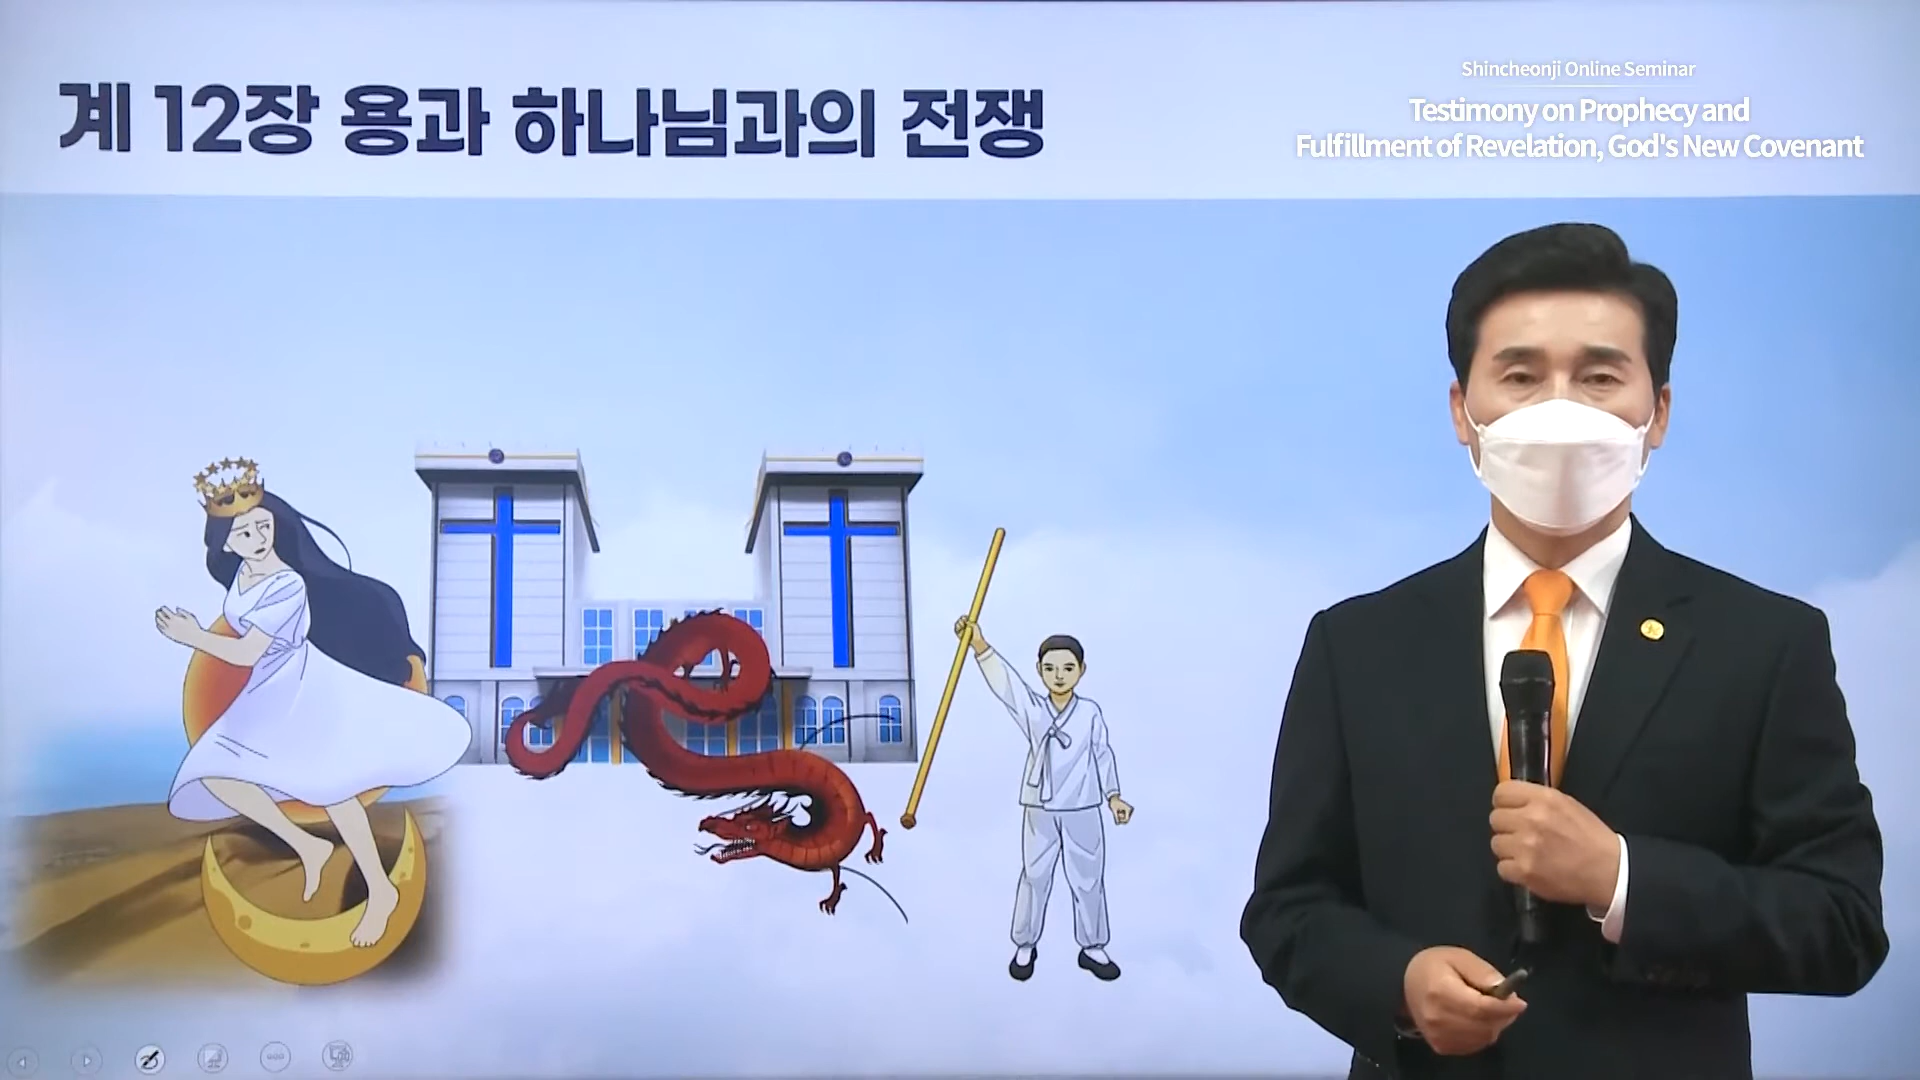 계 12장 용과 하나님과의 전쟁
Shincheonji Online Seminar
Testimony on Prophecy and
Fulfillment of Revelation, God's New Covenant